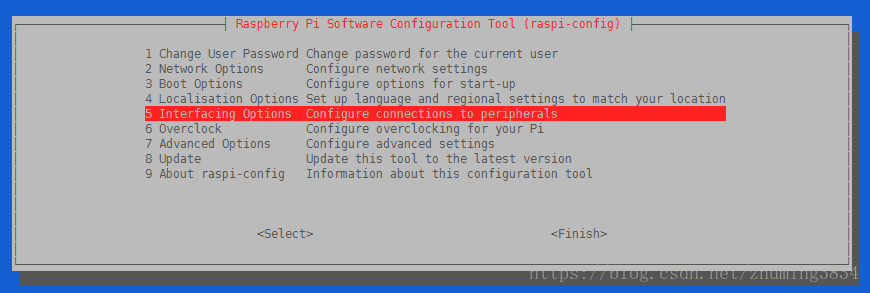 Raspberry Pi Software Configuration Tool (raspi-config)
1 Change User Password Change password for the current user
2 Network Options Configure network settings
3 Boot Options Configure options for start-up
4 Localisation Options Set up language and regional settings to match your location
5 Interfacing Options Configure connections to peripherals
6 Overclock Configure overclocking for your Pi
7 Advanced Options Configure advanced settings
8 Update Update this tool to the latest version
9 About raspi-config Information about this configuration tool
<Select> <Finish>
https://blog.csdn.net/zhuming3834